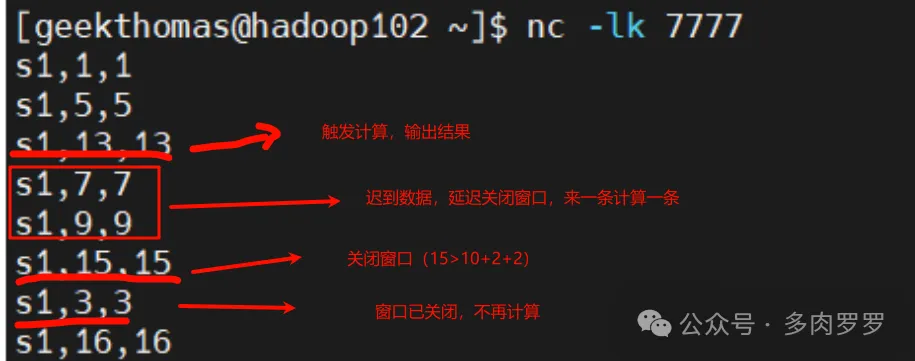 [geekthomas@hadoop102 ~]$ nc -lk 7777
s1,1,1
s1,5,5
s1,13,13
触发计算，输出结果
s1,7,7
s1,9,9
迟到数据，延迟关闭窗口，来一条计算一条
s1,15,15
关闭窗口（15>10+2+2）
s1,3,3
窗口已关闭，不再计算
s1,16,16
公众号 · 多肉罗罗